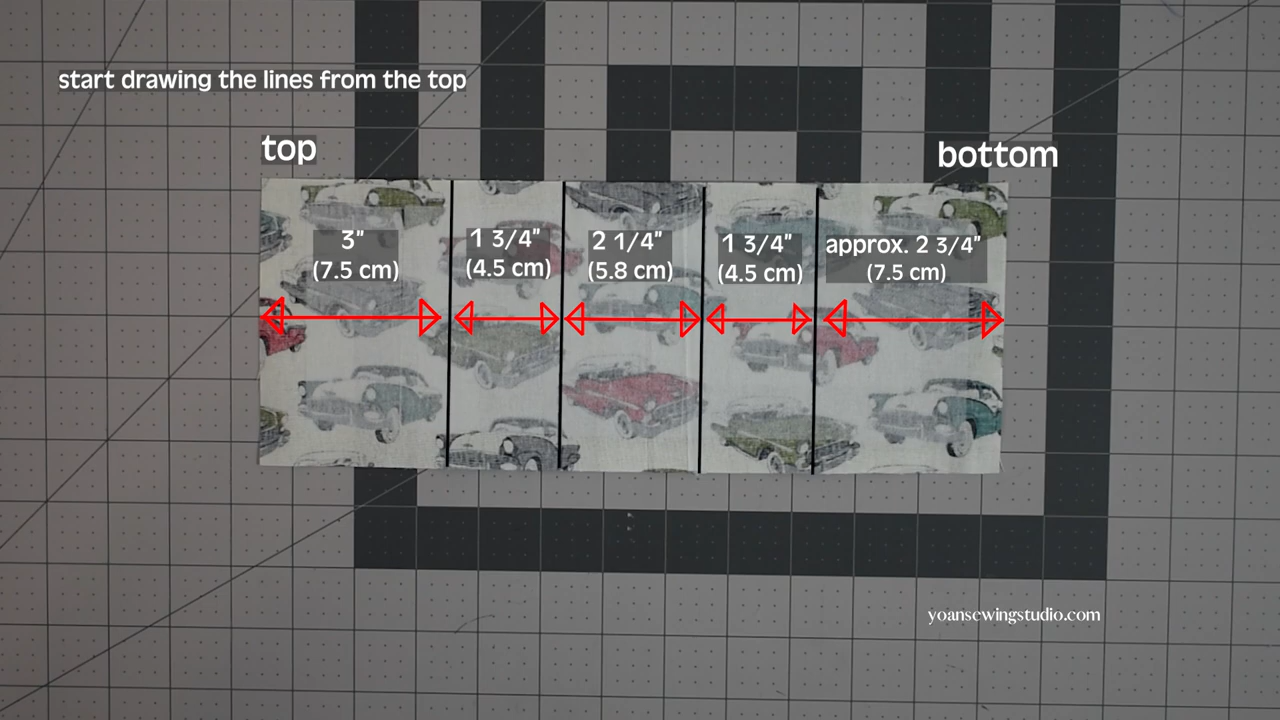 start drawing the lines from the top
top
bottom
3"
(7.5 cm)
1 3/4"
(4.5 cm)
2 1/4"
(5.8 cm)
1 3/4"
(4.5 cm)
approx. 2 3/4"
(7.5 cm)
yoansewingstudio.com